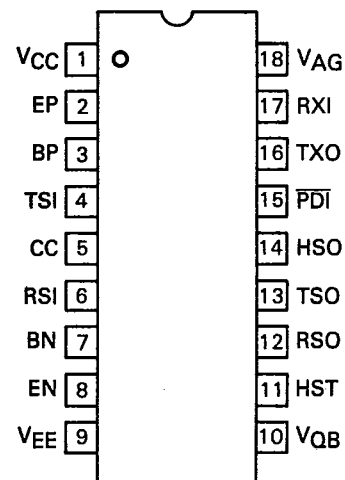 VCC 1 18 VAG
EP 2 17 RXI
BP 3 16 TXO
TSI 4 15 PDI
CC 5 14 HSO
RSI 6 13 TSO
BN 7 12 RSO
EN 8 11 HST
VEE 9 10 VQB